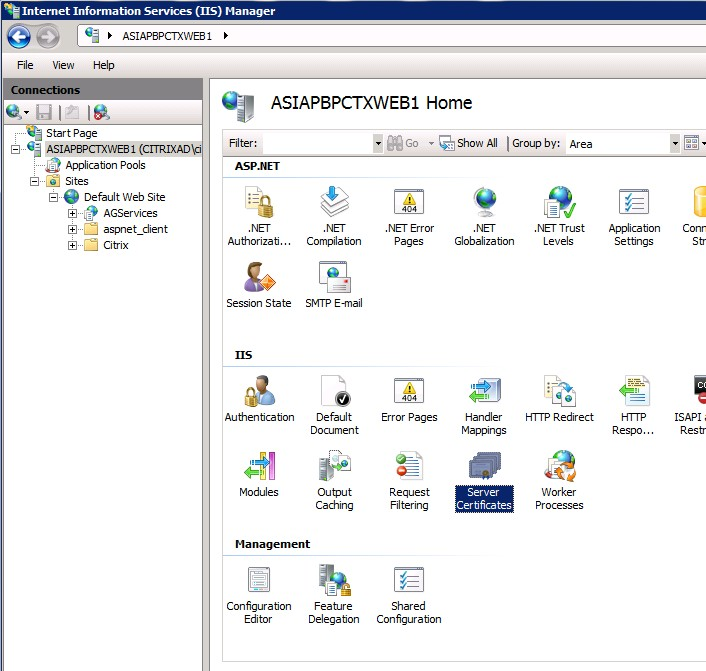 Internet Information Services (IIS) Manager
ASIAPBPCTXWEB1
File View Help
Connections
Start Page
ASIAPBPCTXWEB1 (CITRIXAD\ci
Application Pools
Sites
Default Web Site
AGServices
aspnet_client
Citrix
ASIAPBPCTXWEB1 Home
Filter: Go Show All Group by: Area
ASP.NET
.NET
Authorizati...
.NET
Compilation
.NET Error
Pages
.NET
Globalization
.NET Trust
Levels
Application
Settings
Conn
Str
Session State
SMTP E-mail
IIS
Authentication
Default
Document
404
Error Pages
Handler
Mappings
HTTP Redirect
HTTP
Respo...
ISAPI a
Restr
Modules
Output
Caching
Request
Filtering
Server
Certificates
Worker
Processes
Management
Configuration
Editor
Feature
Delegation
Shared
Configuration